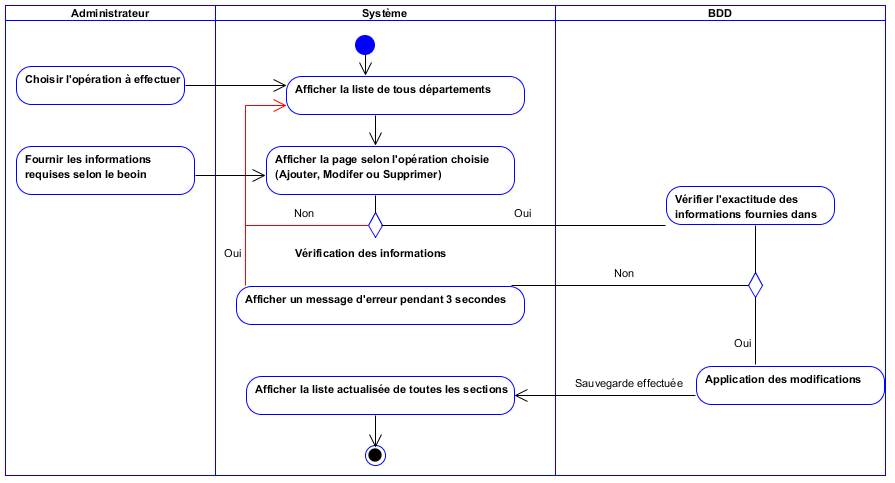 Administrateur
Système
BDD
Choisir l'opération à effectuer
Afficher la liste de tous départements
Fournir les informations
requises selon le beoin
Afficher la page selon l'opération choisie
(Ajouter, Modifer ou Supprimer)
Vérifier l'exactitude des
informations fournies dans
Non
Oui
Vérification des informations
Oui
Non
Afficher un message d'erreur pendant 3 secondes
Oui
Application des modifications
Sauvegarde effectuée
Afficher la liste actualisée de toutes les sections